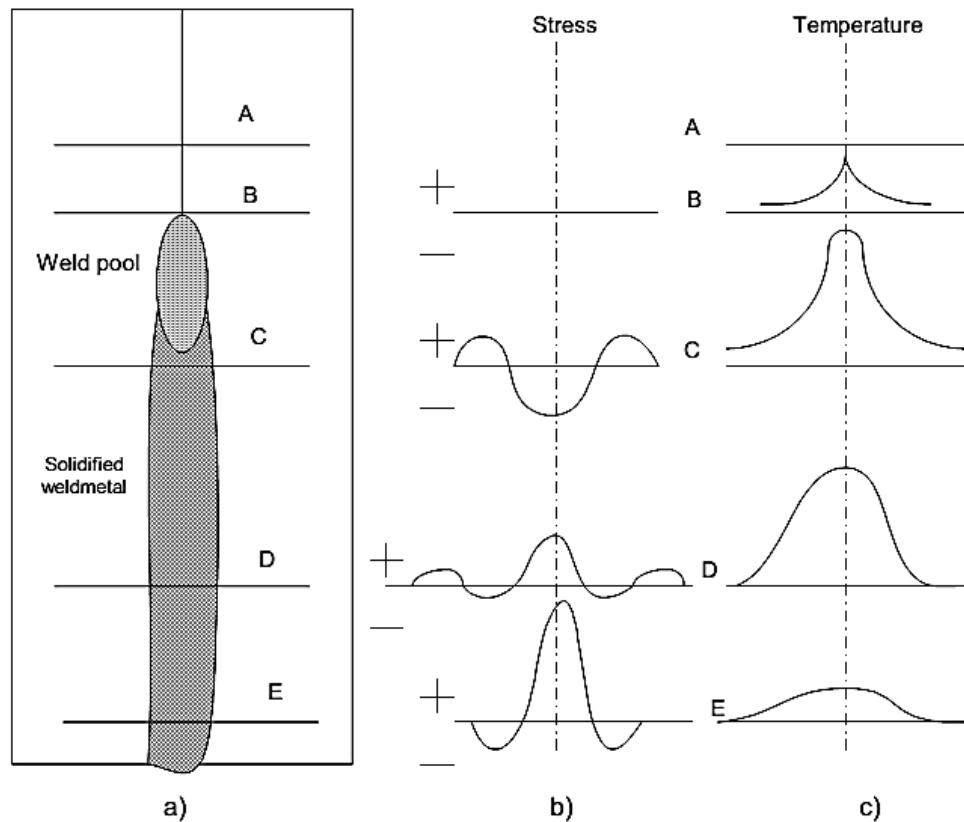 Stress
Temperature
A
A
B
B
+
−
Weld pool
C
C
+
−
Solidified
weldmetal
D
D
+
−
E
E
+
−
a)
b)
c)